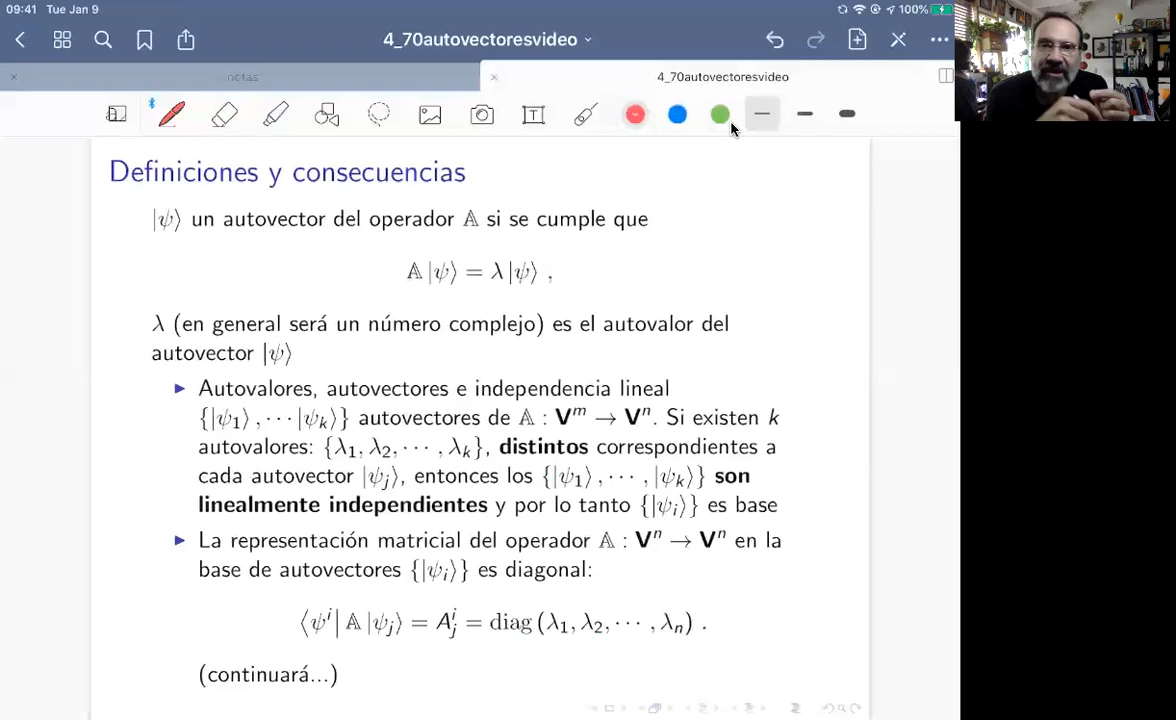 09:41 Tue Jan 9
100%
4_70autovectoresvideo
notas
4_70autovectoresvideo
Definiciones y consecuencias
|ψ⟩ un autovector del operador 𝔸 si se cumple que
𝔸 |ψ⟩ = λ |ψ⟩ ,
λ (en general será un número complejo) es el autovalor del
autovector |ψ⟩
▶ Autovalores, autovectores e independencia lineal
{|ψ₁⟩ , ··· |ψₖ⟩} autovectores de 𝔸 : Vᵐ → Vⁿ. Si existen k
autovalores: {λ₁, λ₂, ··· , λₖ}, distintos correspondientes a
cada autovector |ψⱼ⟩, entonces los {|ψ₁⟩ , ··· , |ψₖ⟩} son
linealmente independientes y por lo tanto {|ψᵢ⟩} es base
▶ La representación matricial del operador 𝔸 : Vⁿ → Vⁿ en la
base de autovectores {|ψᵢ⟩} es diagonal:
⟨ψⁱ| 𝔸 |ψⱼ⟩ = Aⁱⱼ = diag (λ₁, λ₂, ··· , λₙ) .
(continuará...)